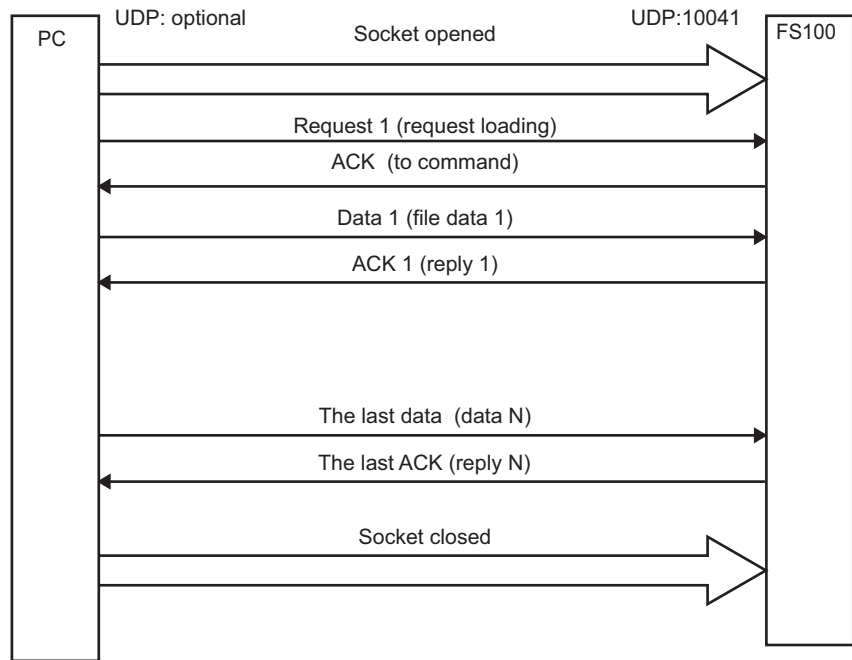 UDP: optional
UDP:10041
PC
Socket opened
FS100
Request 1 (request loading)
ACK (to command)
Data 1 (file data 1)
ACK 1 (reply 1)
The last data (data N)
The last ACK (reply N)
Socket closed